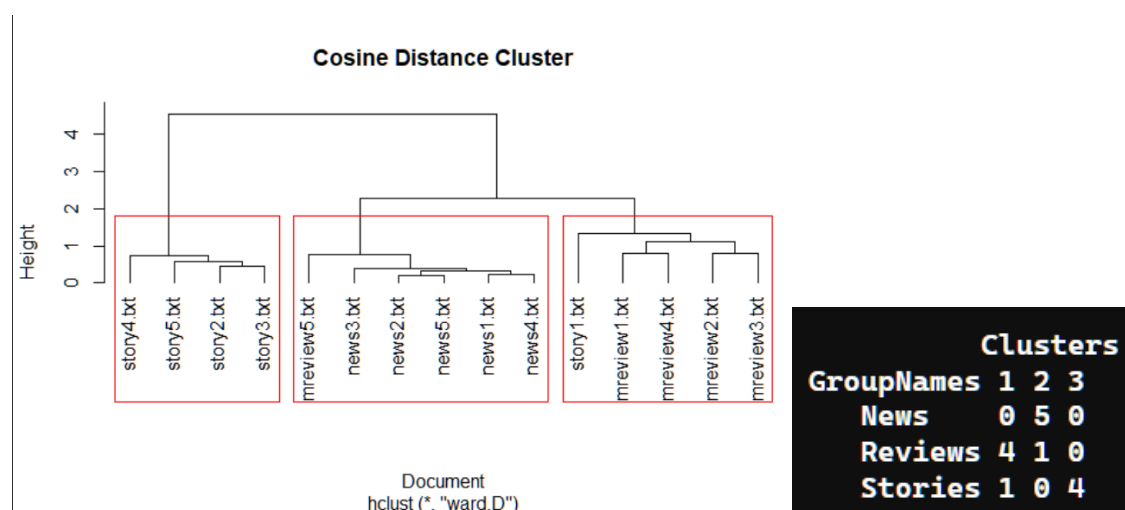 Cosine Distance Cluster
Height
0 1 2 3 4
story4.txt
story5.txt
story2.txt
story3.txt
mreview5.txt
news3.txt
news2.txt
news5.txt
news1.txt
news4.txt
story1.txt
mreview1.txt
mreview4.txt
mreview2.txt
mreview3.txt
Document
hclust (*, "ward.D")
Clusters
GroupNames 1 2 3
News 0 5 0
Reviews 4 1 0
Stories 1 0 4